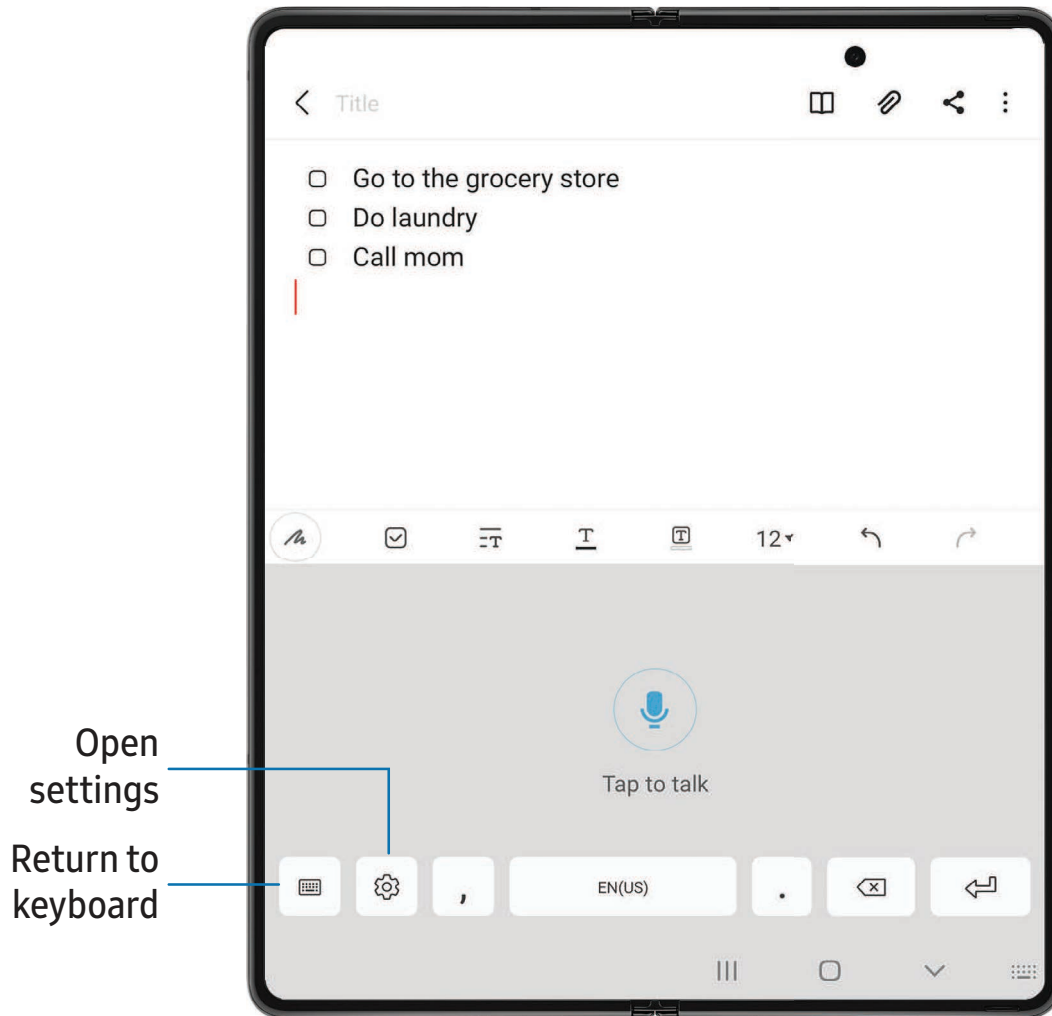 Title
Go to the grocery store
Do laundry
Call mom
12
Tap to talk
Open
settings
Return to
keyboard
, EN(US) .